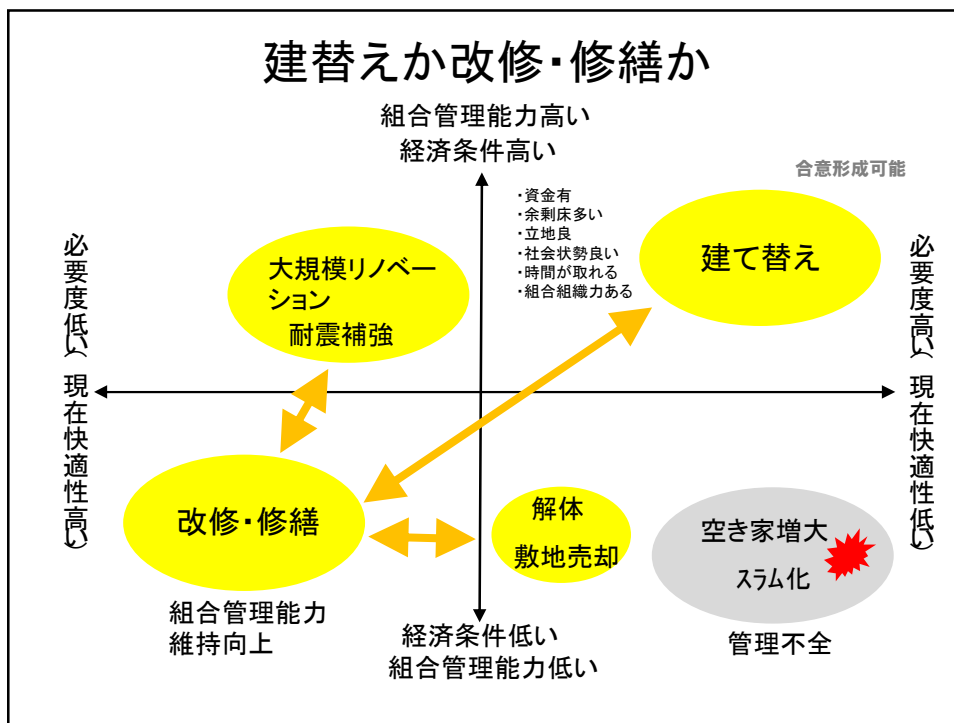 建替えか改修・修繕か
組合管理能力高い
経済条件高い
合意形成可能
・資金有
・余剰床多い
・立地良
・社会状勢良い
・時間が取れる
・組合組織力ある
建て替え
大規模リノベー
ション
耐震補強
必要度低い(現在快適性高い)
必要度高い(現在快適性低い)
改修・修繕
解体
敷地売却
空き家増大
スラム化
組合管理能力
維持向上
経済条件低い
組合管理能力低い
管理不全